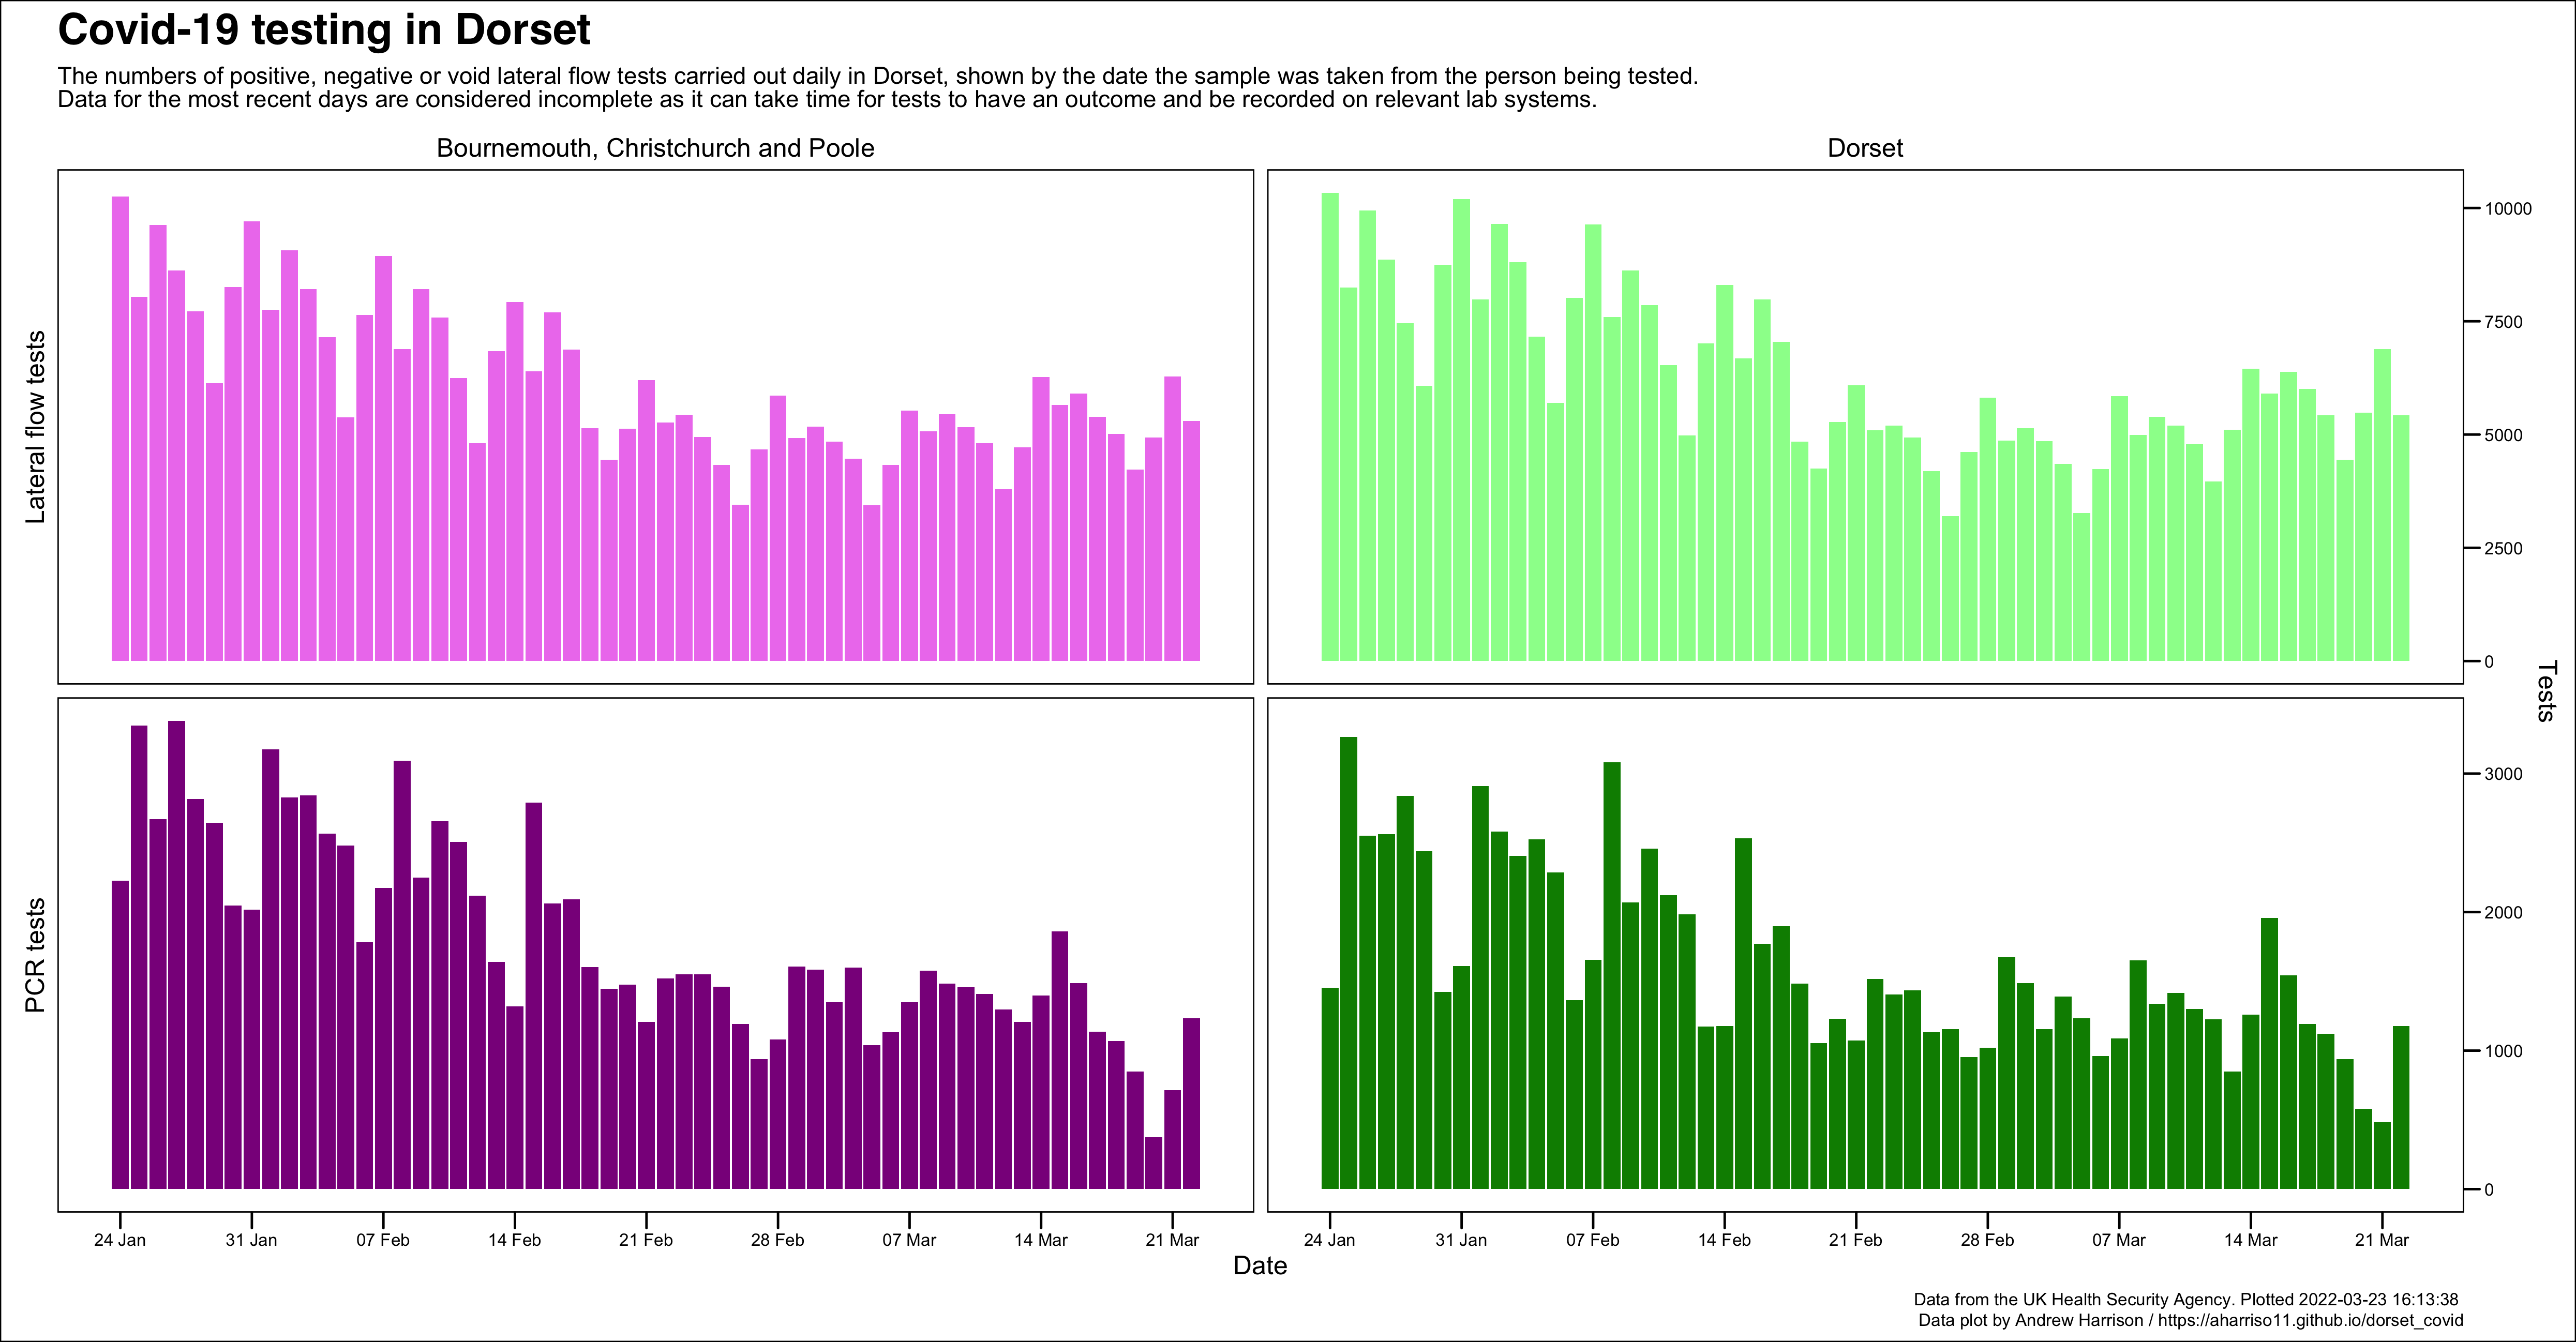 Covid-19 testing in Dorset
The numbers of positive, negative or void lateral flow tests carried out daily in Dorset, shown by the date the sample was taken from the person being tested.
Data for the most recent days are considered incomplete as it can take time for tests to have an outcome and be recorded on relevant lab systems.
Bournemouth, Christchurch and Poole
Dorset
Lateral flow tests
10000
7500
5000
2500
0
Tests
PCR tests
3000
2000
1000
0
24 Jan 31 Jan 07 Feb 14 Feb 21 Feb 28 Feb 07 Mar 14 Mar 21 Mar
24 Jan 31 Jan 07 Feb 14 Feb 21 Feb 28 Feb 07 Mar 14 Mar 21 Mar
Date
Data from the UK Health Security Agency. Plotted 2022-03-23 16:13:38
Data plot by Andrew Harrison / https://aharriso11.github.io/dorset_covid